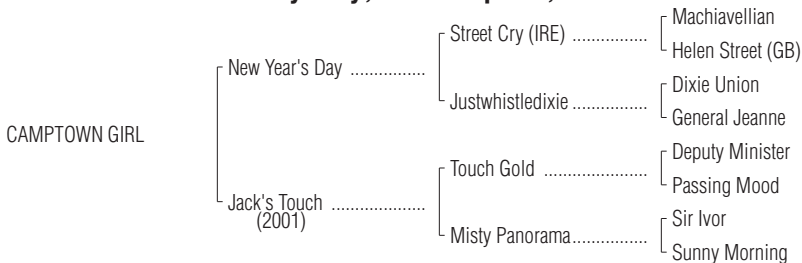 Machiavellian
Street Cry (IRE) ................
Helen Street (GB)
New Year's Day ................
Dixie Union
Justwhistledixie ................
General Jeanne
CAMPTOWN GIRL
Deputy Minister
Touch Gold ................
Passing Mood
Jack's Touch ....................
(2001)
Sir Ivor
Misty Panorama................
Sunny Morning